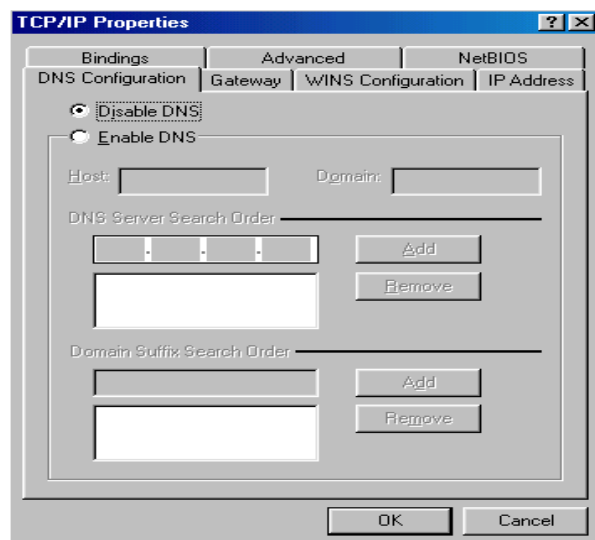 TCP/IP Properties
Bindings Advanced NetBIOS
DNS Configuration Gateway WINS Configuration IP Address
Disable DNS
Enable DNS
Host: Domain:
DNS Server Search Order
. . . Add
Remove
Domain Suffix Search Order
Add
Remove
OK Cancel